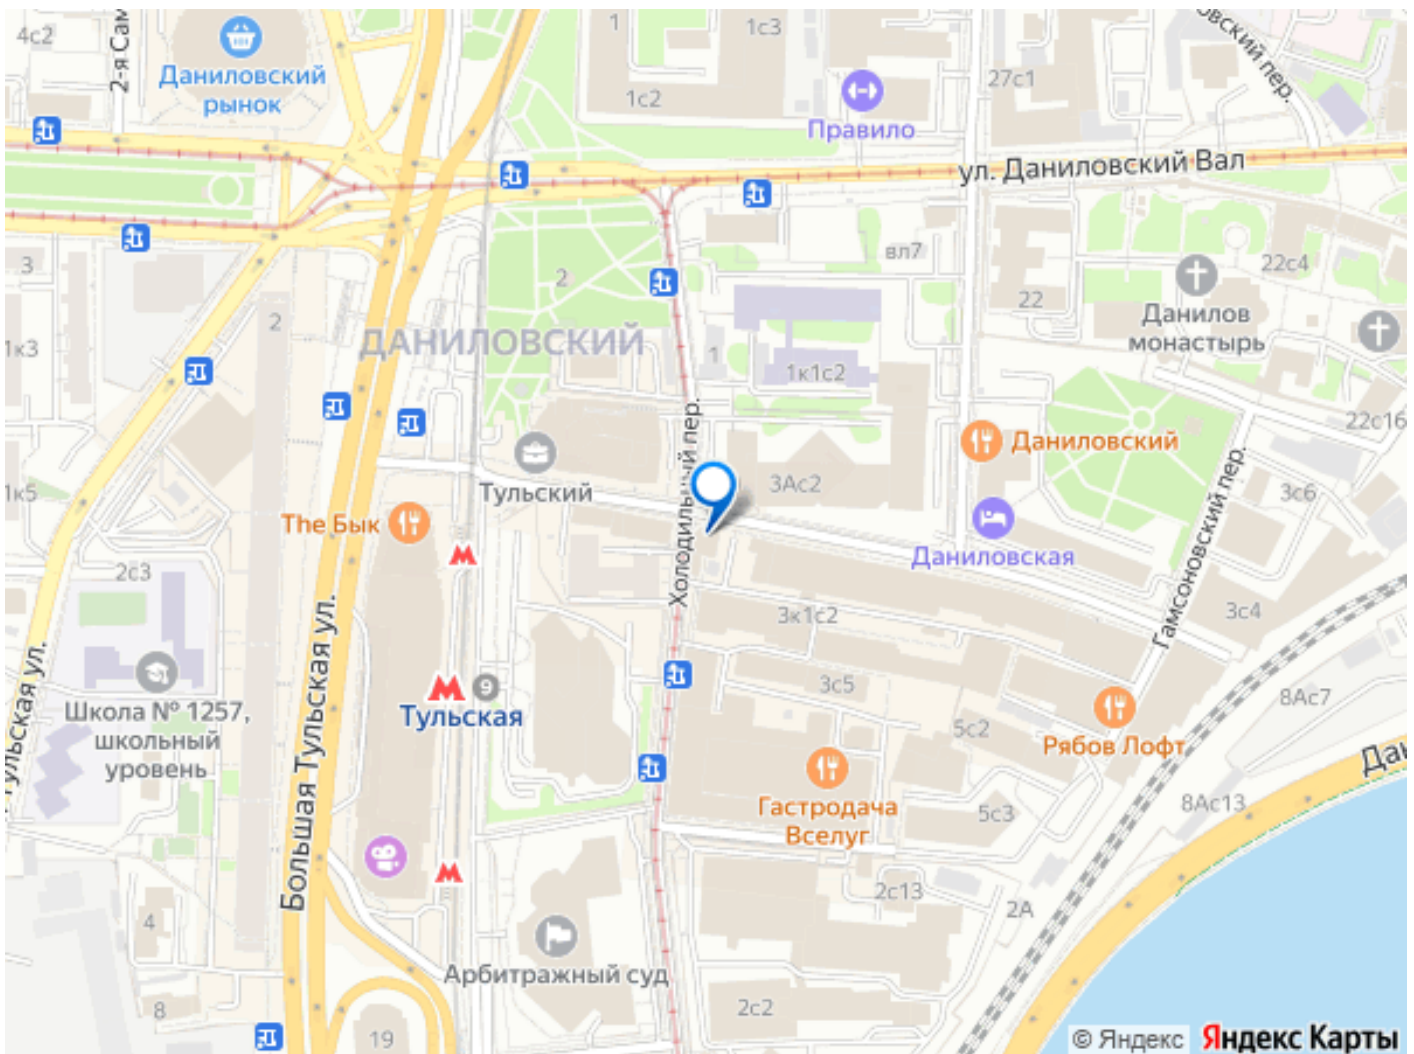 4с2
2-я Сам
Даниловский
рынок
1
1с3
1с2
Правило
27с1
овский пер.
ул. Даниловский Вал
3
2
2
вл7
22
22с4
Данилов
монастырь
ДАНИЛОВСКИЙ
1к3
1
1к1с2
22с16
Холодильный пер.
Даниловский
Тульский
3Ас2
1к5
3с6
The Бык
Даниловская
Гамсоновский пер.
2с3
3к1с2
3с4
Большая Тульская ул.
Тульская ул.
Школа № 1257,
школьный
уровень
9
Тульская
3с5
8Ас7
5с2
Рябов Лофт
Дан
Гастродача
Вселуг
5с3
8Ас13
4
2с13
2А
Арбитражный суд
8
19
2с2
© Яндекс Яндекс Карты